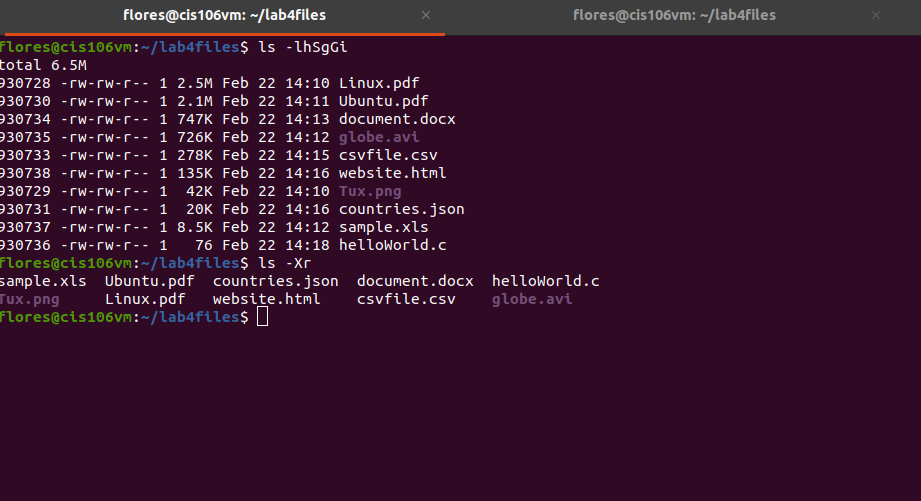 flores@cis106vm: ~/lab4files × flores@cis106vm: ~/lab4files ×
flores@cis106vm:~/lab4files$ ls -lhSgGi
total 6.5M
930728 -rw-rw-r-- 1 2.5M Feb 22 14:10 Linux.pdf
930730 -rw-rw-r-- 1 2.1M Feb 22 14:11 Ubuntu.pdf
930734 -rw-rw-r-- 1 747K Feb 22 14:13 document.docx
930735 -rw-rw-r-- 1 726K Feb 22 14:12 globe.avi
930733 -rw-rw-r-- 1 278K Feb 22 14:15 csvfile.csv
930738 -rw-rw-r-- 1 135K Feb 22 14:16 website.html
930729 -rw-rw-r-- 1  42K Feb 22 14:10 Tux.png
930731 -rw-rw-r-- 1  20K Feb 22 14:16 countries.json
930737 -rw-rw-r-- 1 8.5K Feb 22 14:12 sample.xls
930736 -rw-rw-r-- 1   76 Feb 22 14:18 helloWorld.c
flores@cis106vm:~/lab4files$ ls -Xr
sample.xls  Ubuntu.pdf  countries.json  document.docx  helloWorld.c
Tux.png     Linux.pdf   website.html    csvfile.csv    globe.avi
flores@cis106vm:~/lab4files$